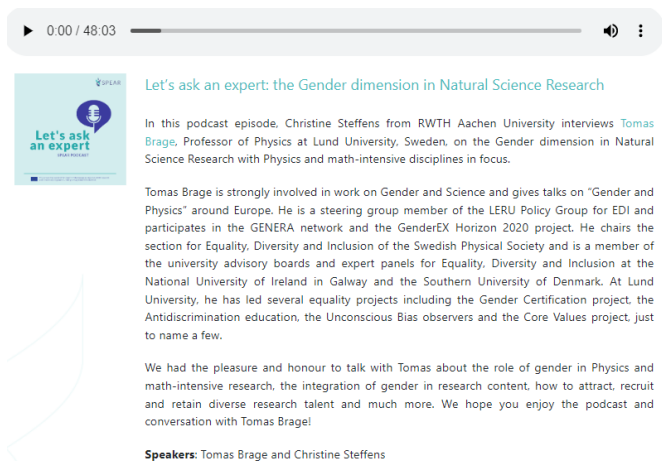 0:00 / 48:03
SPEAR
Let's ask
an expert
SPEAR PODCAST
Let's ask an expert: the Gender dimension in Natural Science Research
In this podcast episode, Christine Steffens from RWTH Aachen University interviews Tomas
Brage, Professor of Physics at Lund University, Sweden, on the Gender dimension in Natural
Science Research with Physics and math-intensive disciplines in focus.
Tomas Brage is strongly involved in work on Gender and Science and gives talks on “Gender and
Physics” around Europe. He is a steering group member of the LERU Policy Group for EDI and
participates in the GENERA network and the GenderEX Horizon 2020 project. He chairs the
section for Equality, Diversity and Inclusion of the Swedish Physical Society and is a member of
the university advisory boards and expert panels for Equality, Diversity and Inclusion at the
National University of Ireland in Galway and the Southern University of Denmark. At Lund
University, he has led several equality projects including the Gender Certification project, the
Antidiscrimination education, the Unconscious Bias observers and the Core Values project, just
to name a few.
We had the pleasure and honour to talk with Tomas about the role of gender in Physics and
math-intensive research, the integration of gender in research content, how to attract, recruit
and retain diverse research talent and much more. We hope you enjoy the podcast and
conversation with Tomas Brage!
Speakers: Tomas Brage and Christine Steffens